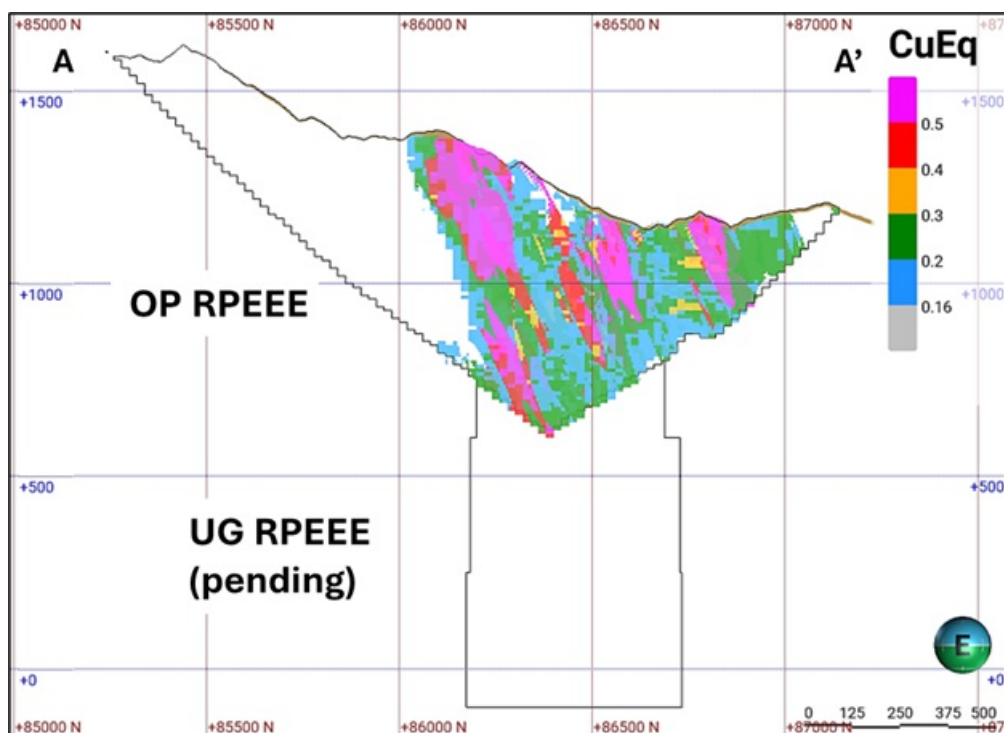 +85000 N +85500 N +86000 N +86500 N +87000 N +87
A A' CuEq
+1500 +1500
0.5
0.4
0.3
0.2
0.16
+1000 +1000
OP RPEEE
+500 +500
UG RPEEE
(pending)
E
+0 +0
0 125 250 375 500
+85000 N +85500 N +86000 N +86500 N +87000 N +87